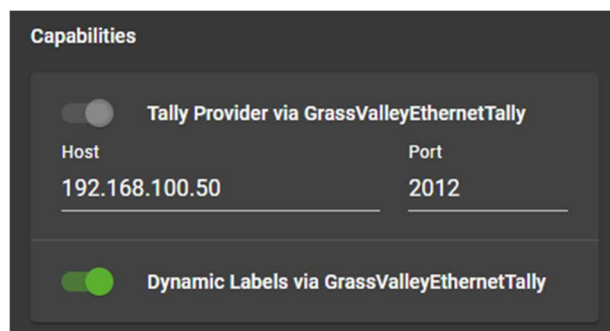 Capabilities
Tally Provider via GrassValleyEthernetTally
Host Port
192.168.100.50 2012
Dynamic Labels via GrassValleyEthernetTally